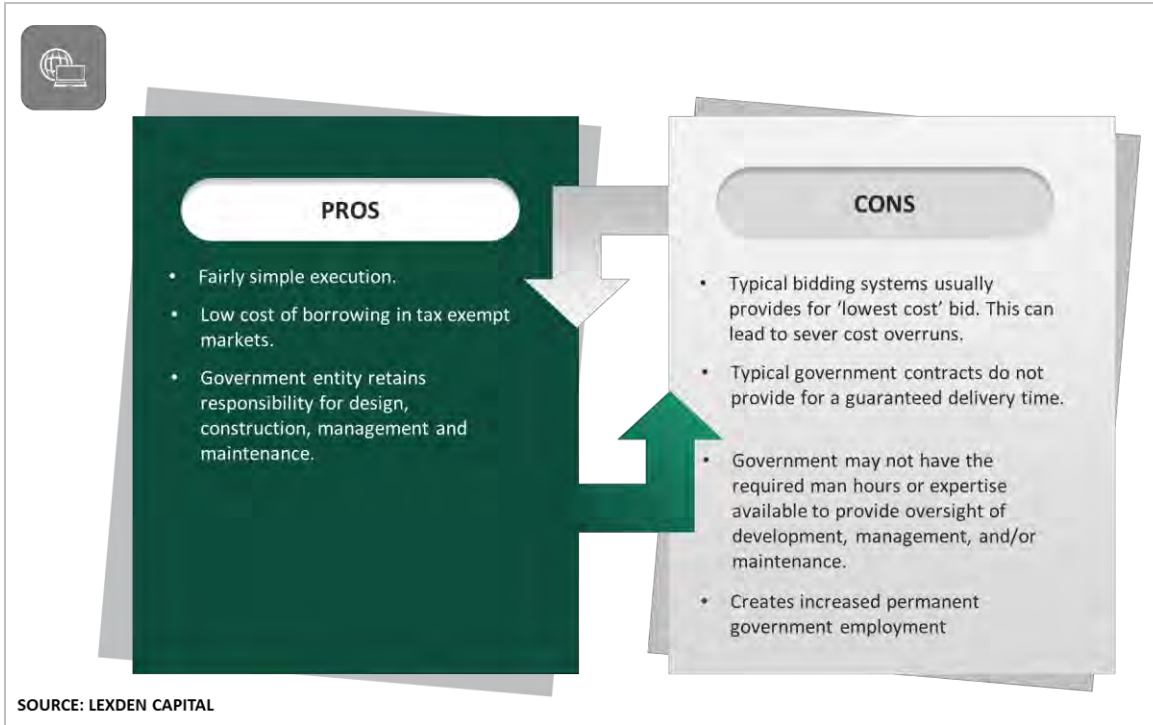 PROS
• Fairly simple execution.
• Low cost of borrowing in tax exempt
markets.
• Government entity retains
responsibility for design,
construction, management and
maintenance.
CONS
• Typical bidding systems usually
provides for ‘lowest cost’ bid. This can
lead to sever cost overruns.
• Typical government contracts do not
provide for a guaranteed delivery time.
• Government may not have the
required man hours or expertise
available to provide oversight of
development, management, and/or
maintenance.
• Creates increased permanent
government employment
SOURCE: LEXDEN CAPITAL